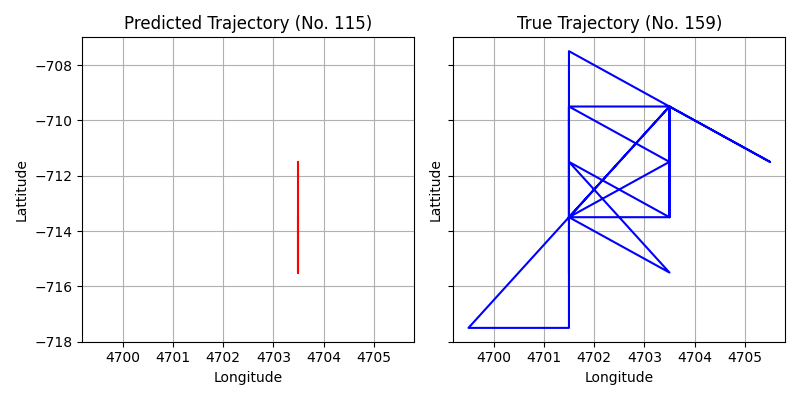 Predicted Trajectory (No. 115)
True Trajectory (No. 159)
−708
−710
−712
−714
−716
−718
Lattitude
Lattitude
4700 4701 4702 4703 4704 4705
4700 4701 4702 4703 4704 4705
Longitude
Longitude